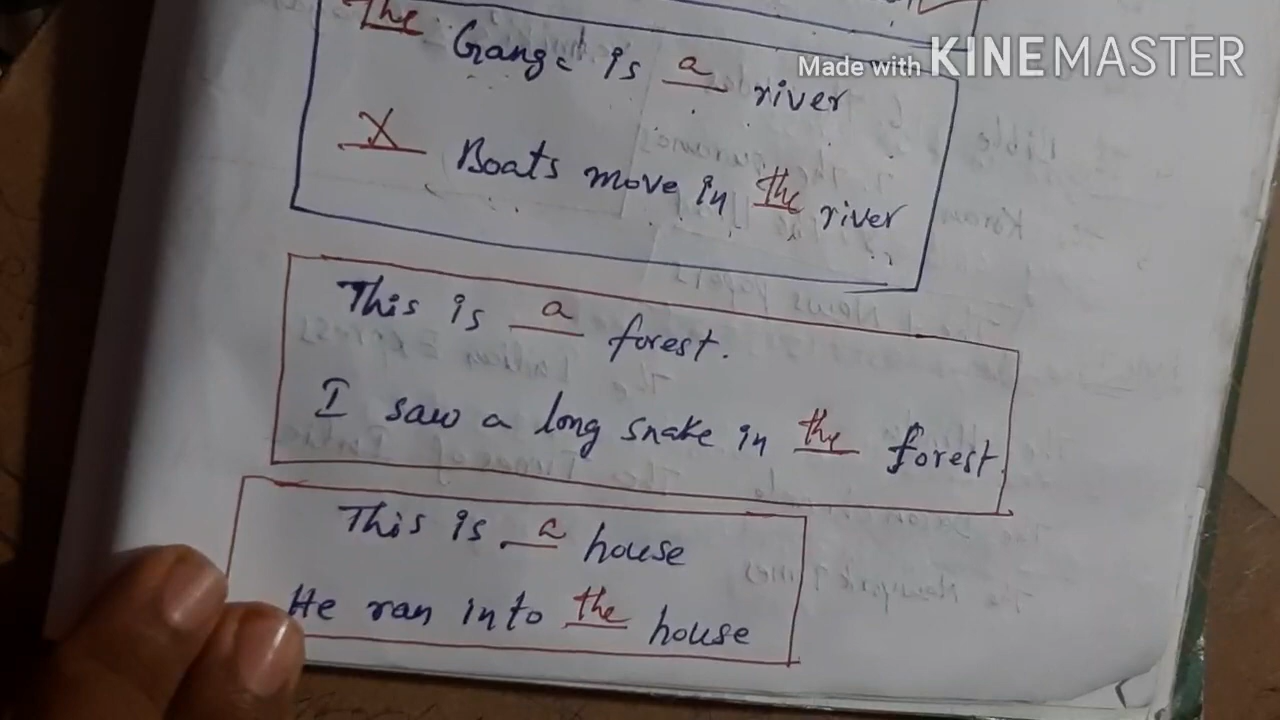 Made with KINEMASTER
The Gange is a river
X Boats move in the river
This is a forest.
I saw a long snake in the forest.
This is a house
He ran into the house